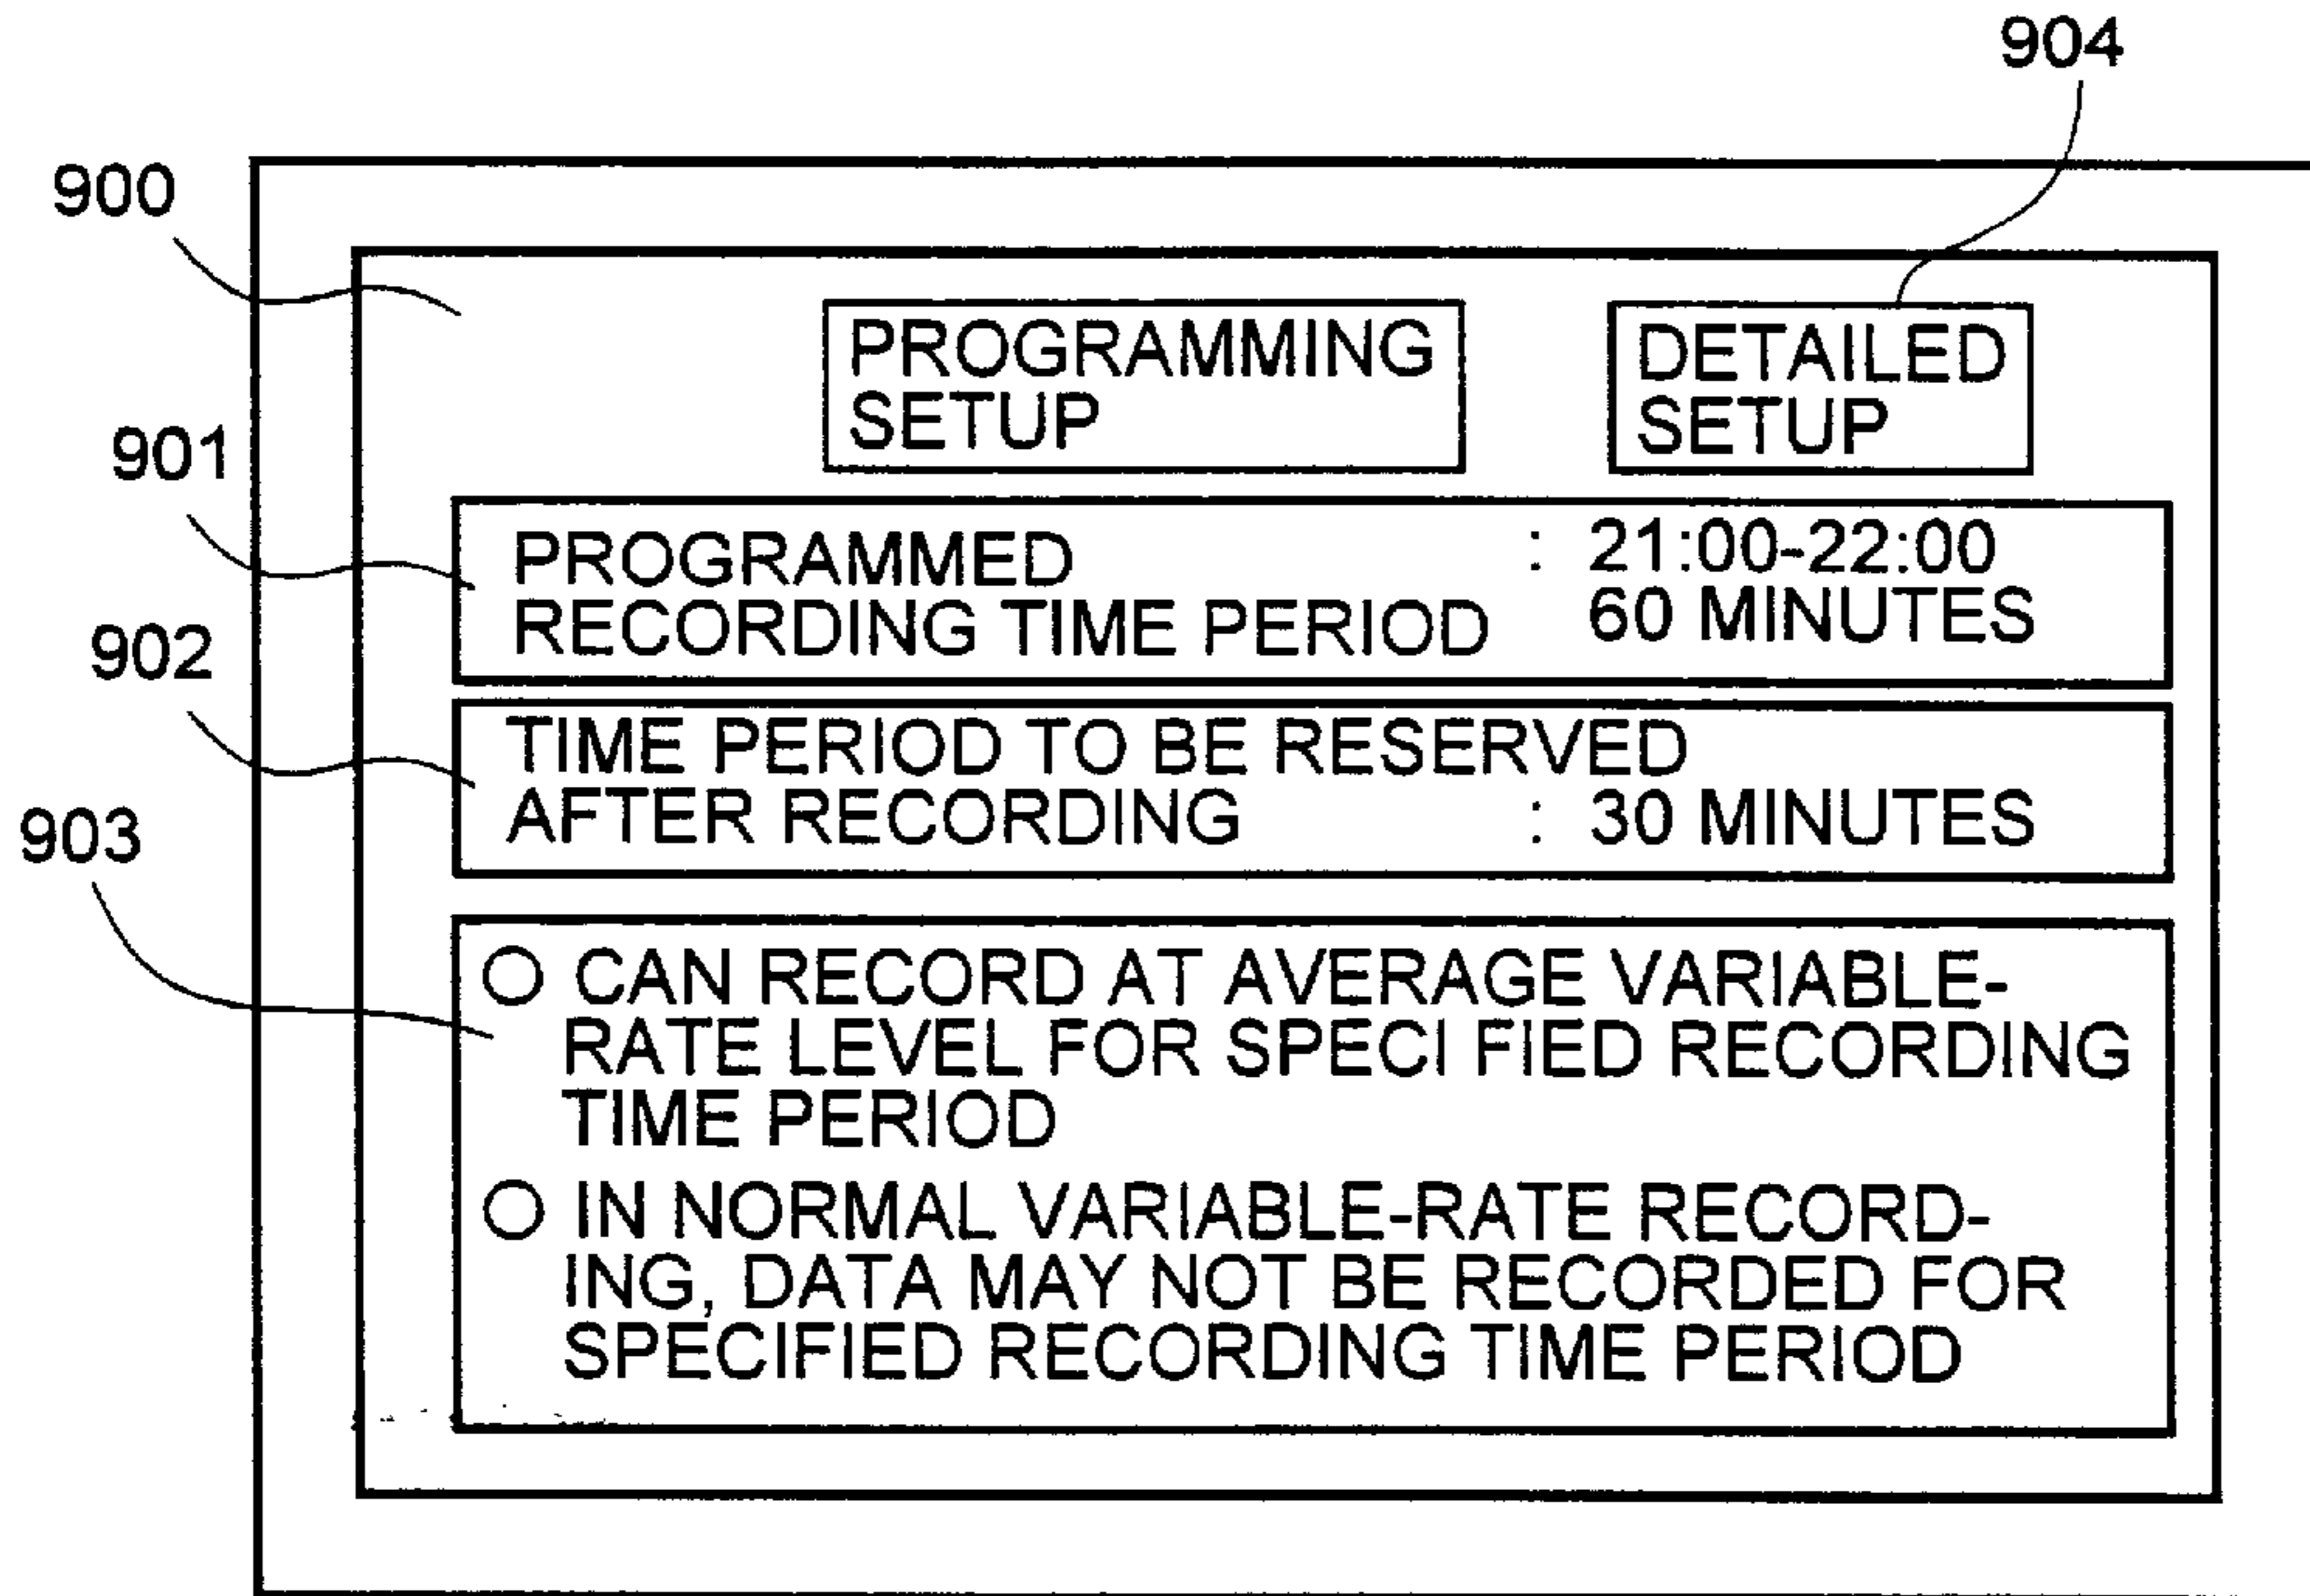 904
900
PROGRAMMING
SETUP
DETAILED
SETUP
901
PROGRAMMED : 21:00-22:00
RECORDING TIME PERIOD 60 MINUTES
902
TIME PERIOD TO BE RESERVED
AFTER RECORDING : 30 MINUTES
903
○ CAN RECORD AT AVERAGE VARIABLE-
RATE LEVEL FOR SPECI FIED RECORDING
TIME PERIOD
○ IN NORMAL VARIABLE-RATE RECORD-
ING, DATA MAY NOT BE RECORDED FOR
SPECIFIED RECORDING TIME PERIOD